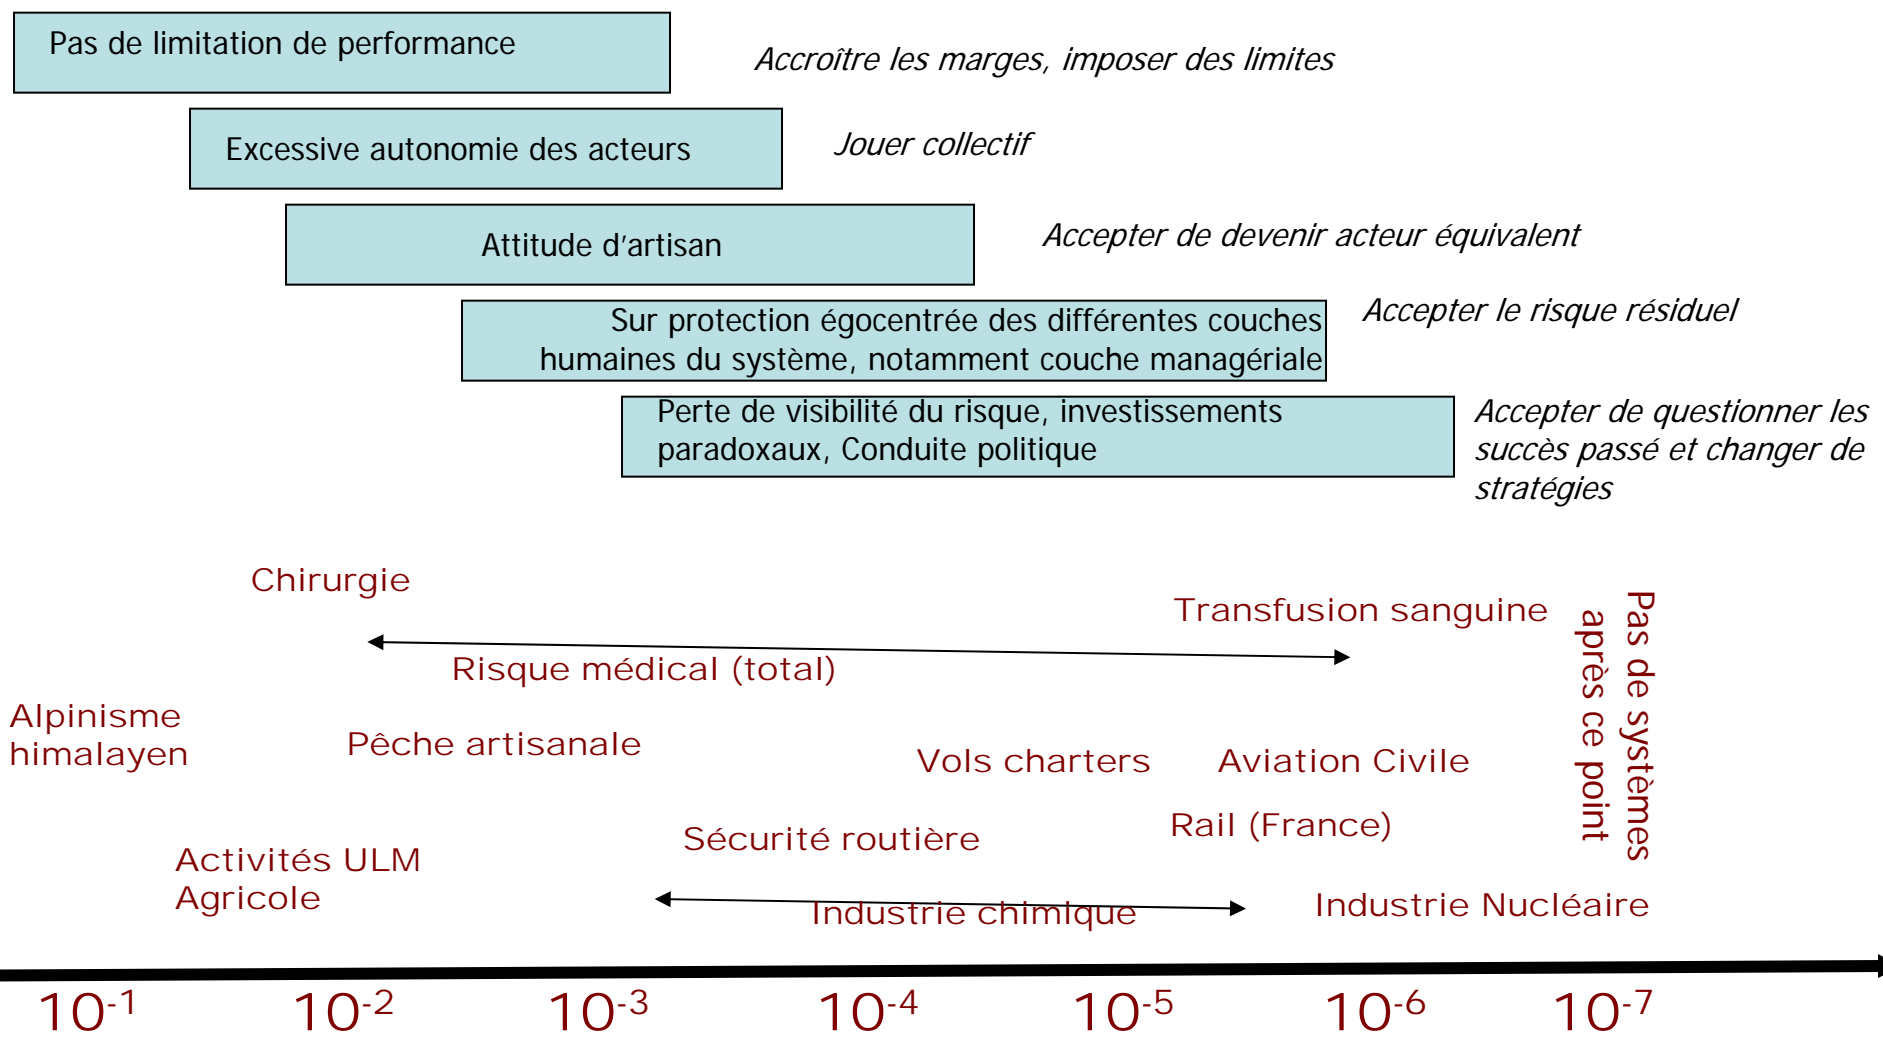 Pas de limitation de performance
Accroître les marges, imposer des limites
Excessive autonomie des acteurs
Jouer collectif
Attitude d'artisan
Accepter de devenir acteur équivalent
Sur protection égocentrée des différentes couches
humaines du système, notamment couche managériale
Accepter le risque résiduel
Perte de visibilité du risque, investissements
paradoxaux, Conduite politique
Accepter de questionner les
succès passé et changer de
stratégies
Chirurgie
Transfusion sanguine
Risque médical (total)
Pas de systèmes
après ce point
Alpinisme
himalayen
Pêche artisanale
Vols charters
Aviation Civile
Sécurité routière
Rail (France)
Activités ULM
Agricole
Industrie chimique
Industrie Nucléaire
10-1 10-2 10-3 10-4 10-5 10-6 10-7